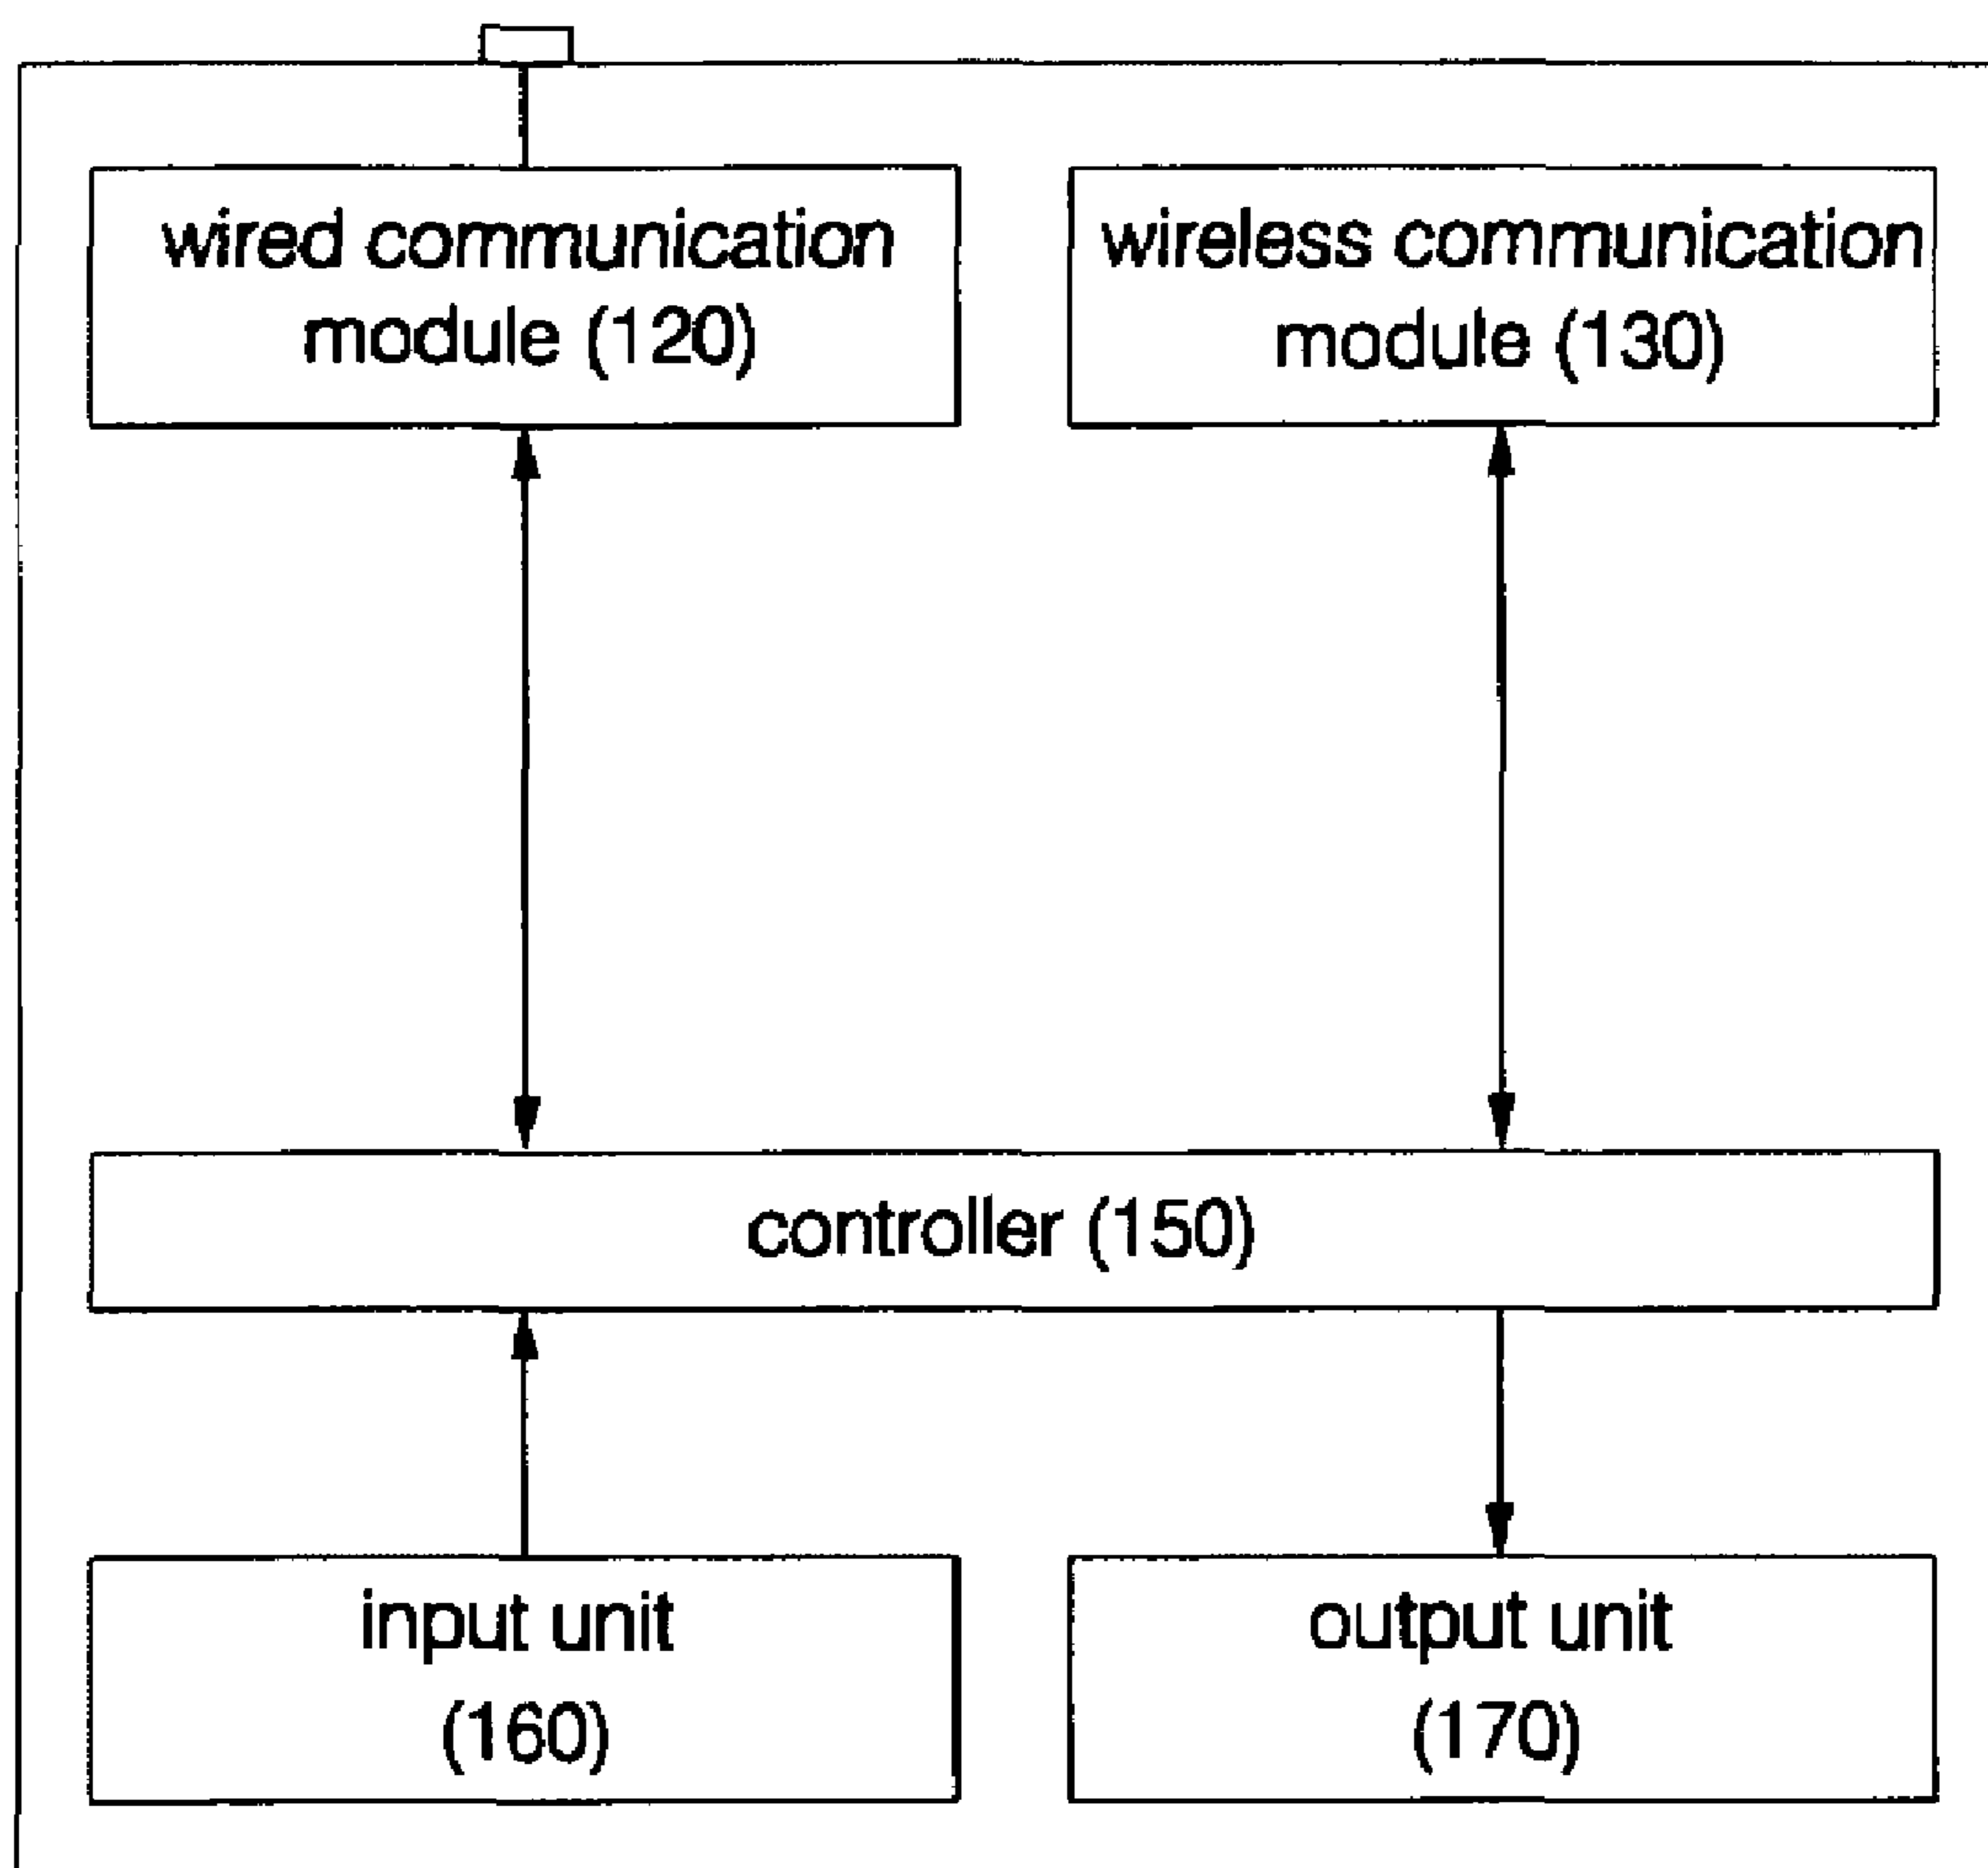 wired communication
module (120)
wireless communication
module (130)
controller (150)
input unit
(160)
output unit
(170)